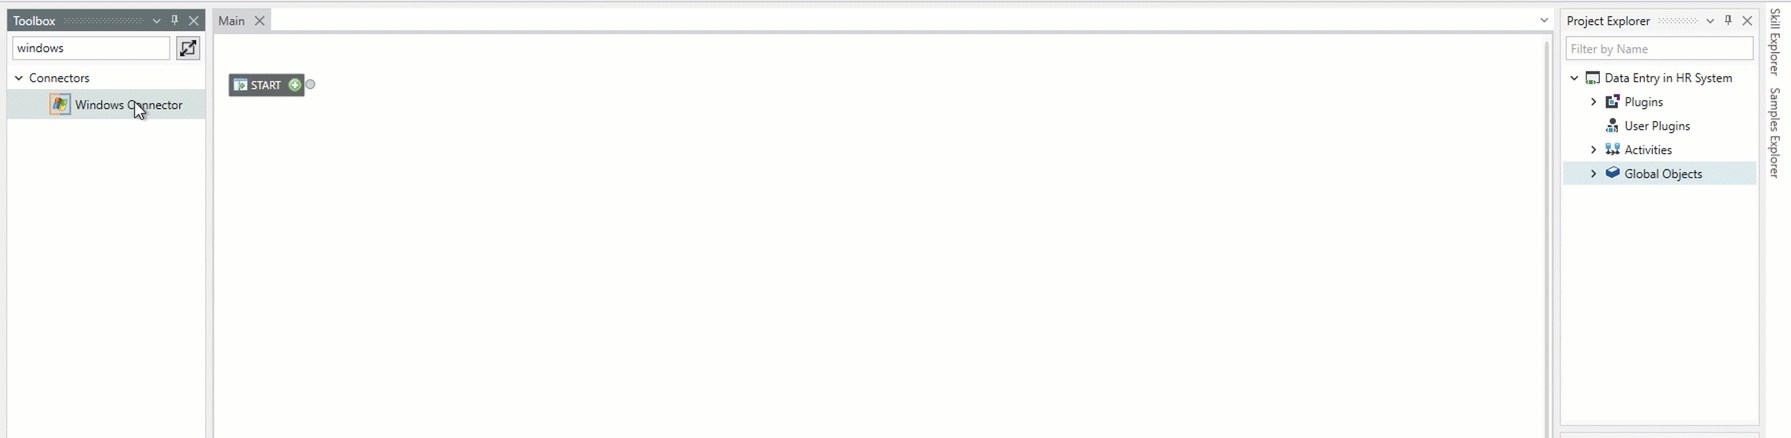 Toolbox
windows
Connectors
Windows Connector
Main
START
Project Explorer
Filter by Name
Data Entry in HR System
Plugins
User Plugins
Activities
Global Objects
Skill Explorer
Samples Explorer